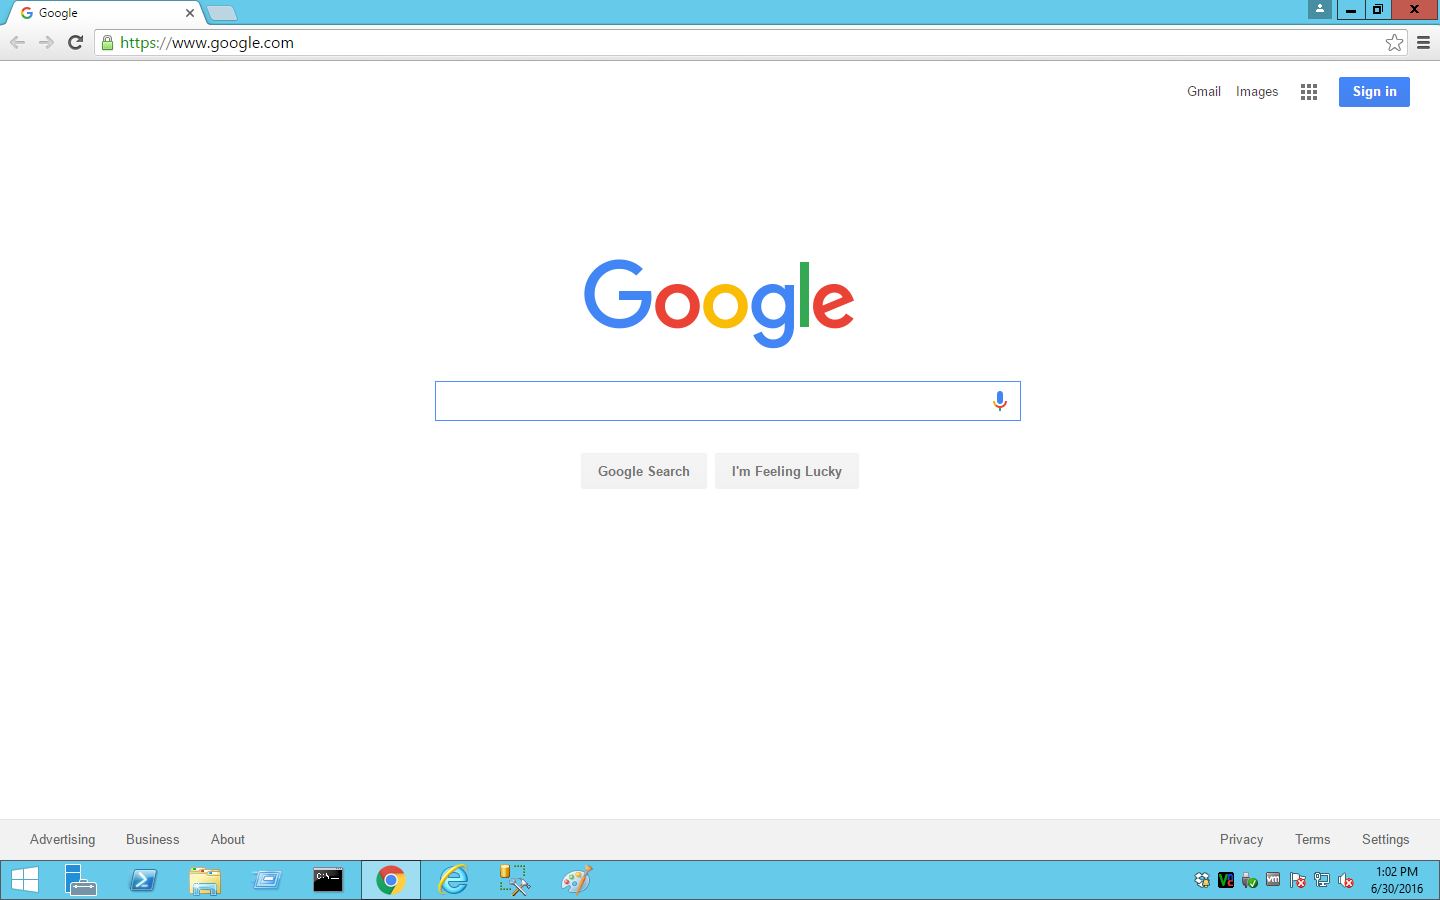 Google
https://www.google.com
Gmail Images Sign in
Google
Google Search I'm Feeling Lucky
Advertising Business About Privacy Terms Settings
C:\
vm
1:02 PM
6/30/2016